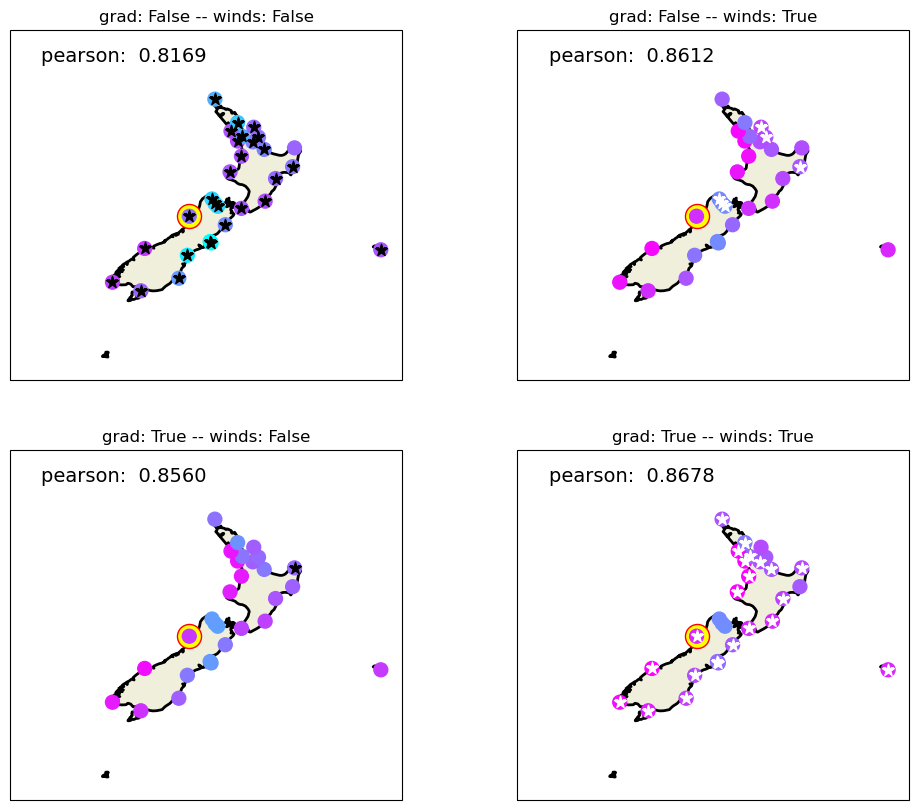 grad: False -- winds: False
pearson:  0.8169
grad: False -- winds: True
pearson:  0.8612
grad: True -- winds: False
pearson:  0.8560
grad: True -- winds: True
pearson:  0.8678